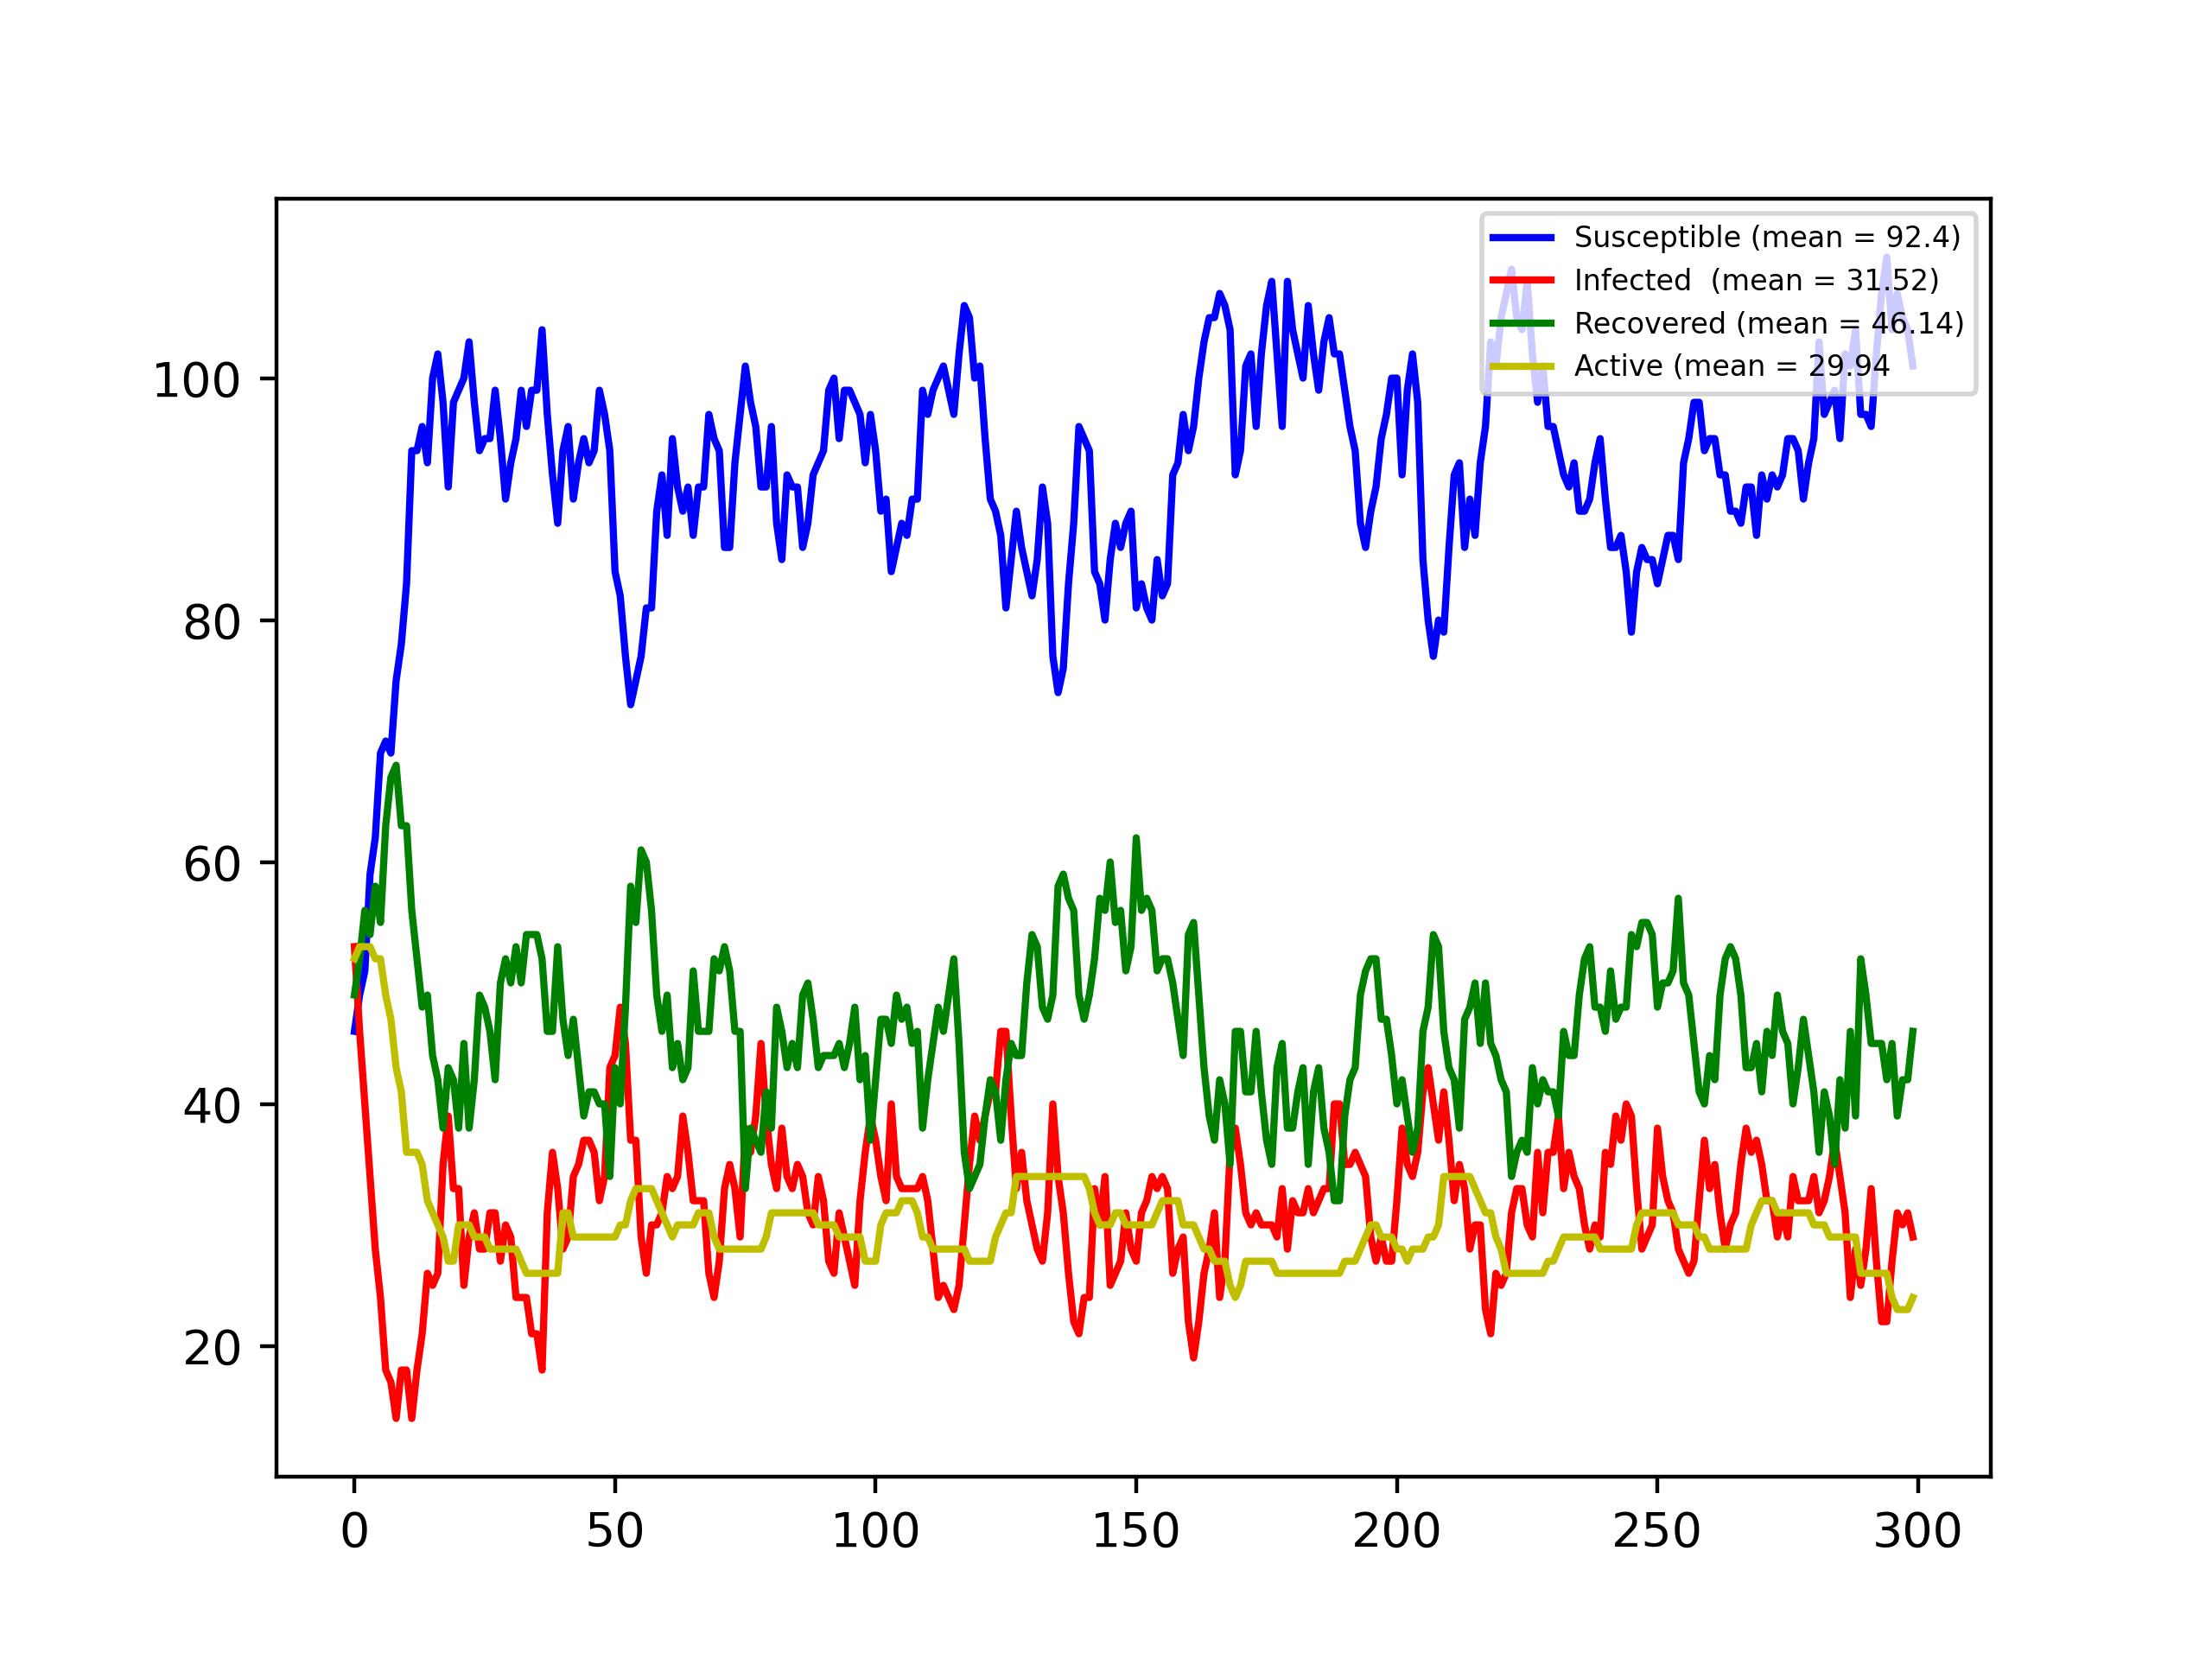 Susceptible (mean = 92.4)
Infected  (mean = 31.52)
Recovered (mean = 46.14)
Active (mean = 29.94
100
80
60
40
20
0 50 100 150 200 250 300